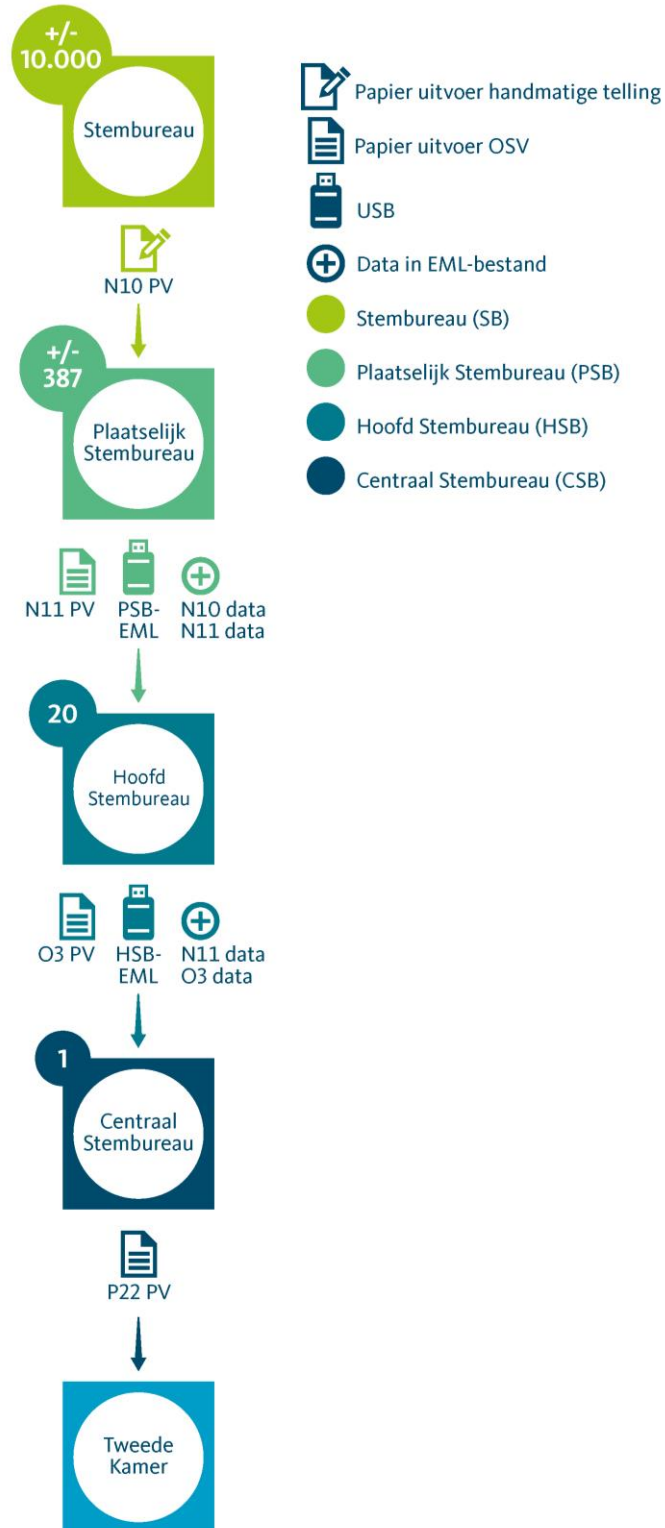 +/-
10.000
Stembureau
N10 PV
+/-
387
Plaatselijk
Stembureau
N11 PV
PSB-
EML
N10 data
N11 data
20
Hoofd
Stembureau
O3 PV
HSB-
EML
N11 data
O3 data
1
Centraal
Stembureau
P22 PV
Tweede
Kamer
Papier uitvoer handmatige telling
Papier uitvoer OSV
USB
Data in EML-bestand
Stembureau (SB)
Plaatselijk Stembureau (PSB)
Hoofd Stembureau (HSB)
Centraal Stembureau (CSB)